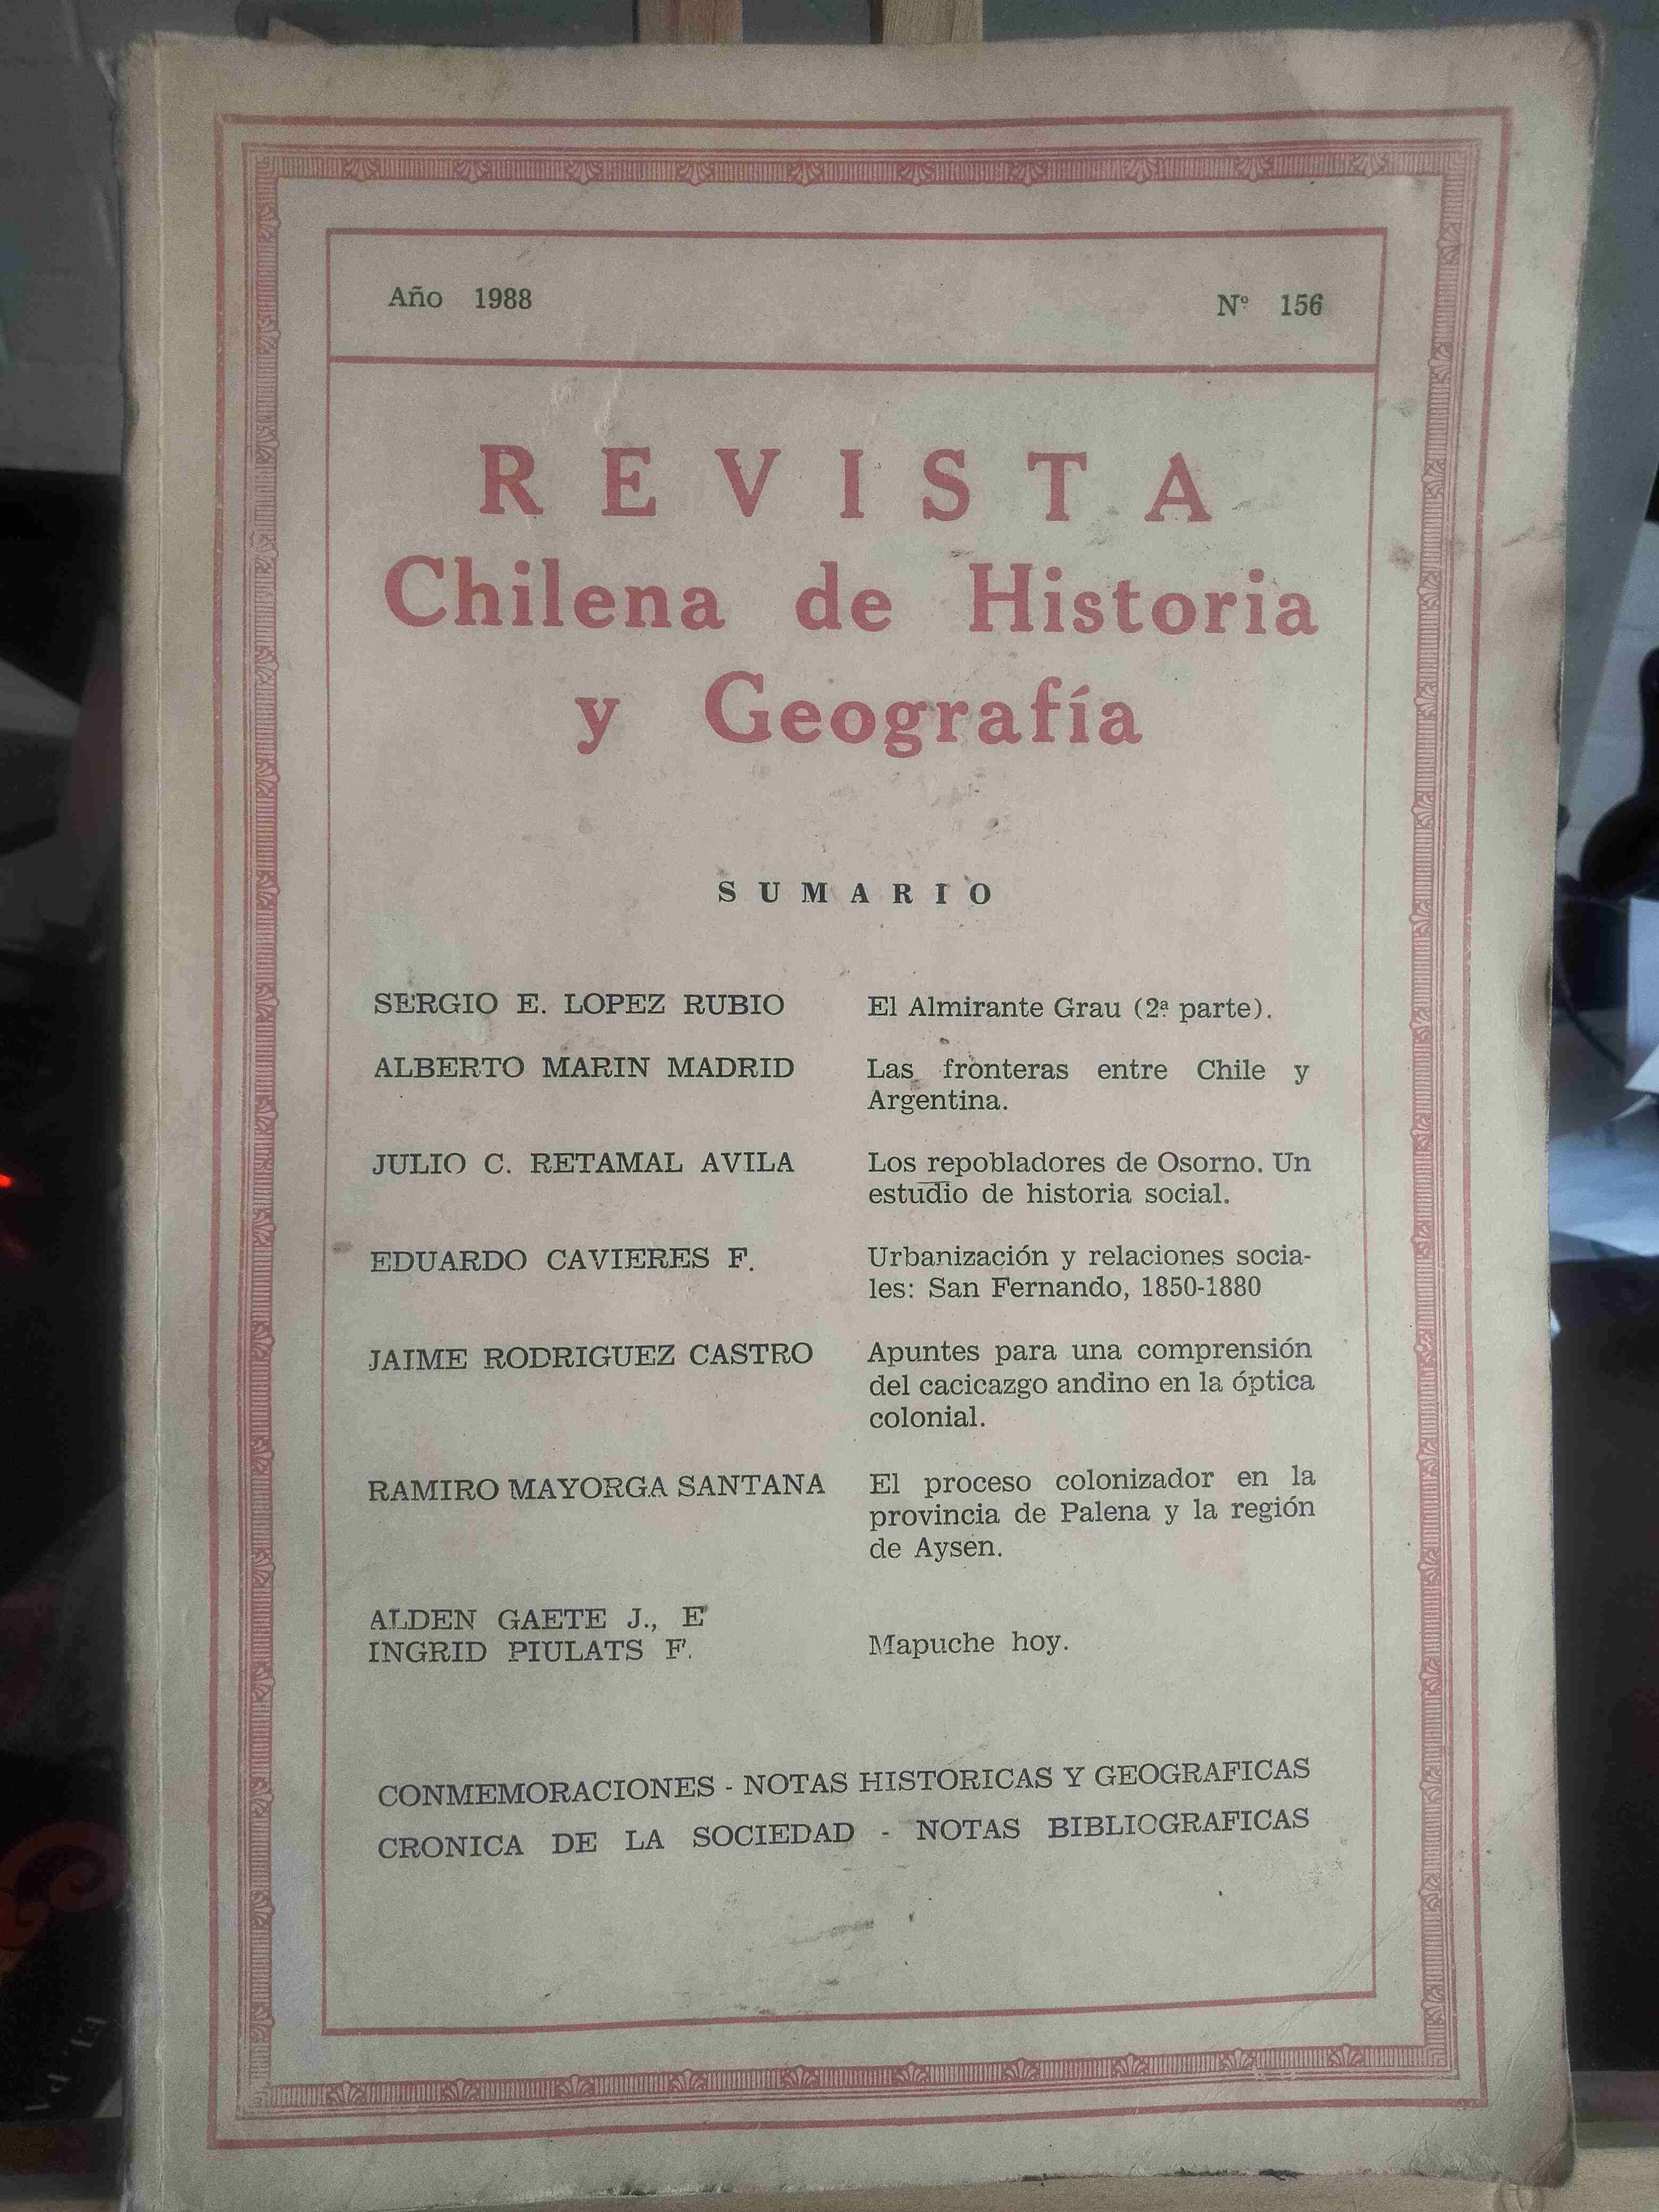 Año 1988
Nº 156
REVISTA
Chilena de Historia
y Geografía
SUMARIO
SERGIO E. LOPEZ RUBIO
El Almirante Grau (2ª parte).
ALBERTO MARIN MADRID
Las fronteras entre Chile y
Argentina.
JULIO C. RETAMAL AVILA
Los repobladores de Osorno. Un
estudio de historia social.
EDUARDO CAVIERES F.
Urbanización y relaciones socia-
les: San Fernando, 1850-1880
JAIME RODRIGUEZ CASTRO
Apuntes para una comprensión
del cacicazgo andino en la óptica
colonial.
RAMIRO MAYORGA SANTANA
El proceso colonizador en la
provincia de Palena y la región
de Aysén.
ALDEN GAETE J., E
INGRID PIULATS F.
Mapuche hoy.
CONMEMORACIONES - NOTAS HISTORICAS Y GEOGRAFICAS
CRONICA DE LA SOCIEDAD - NOTAS BIBLIOGRAFICAS